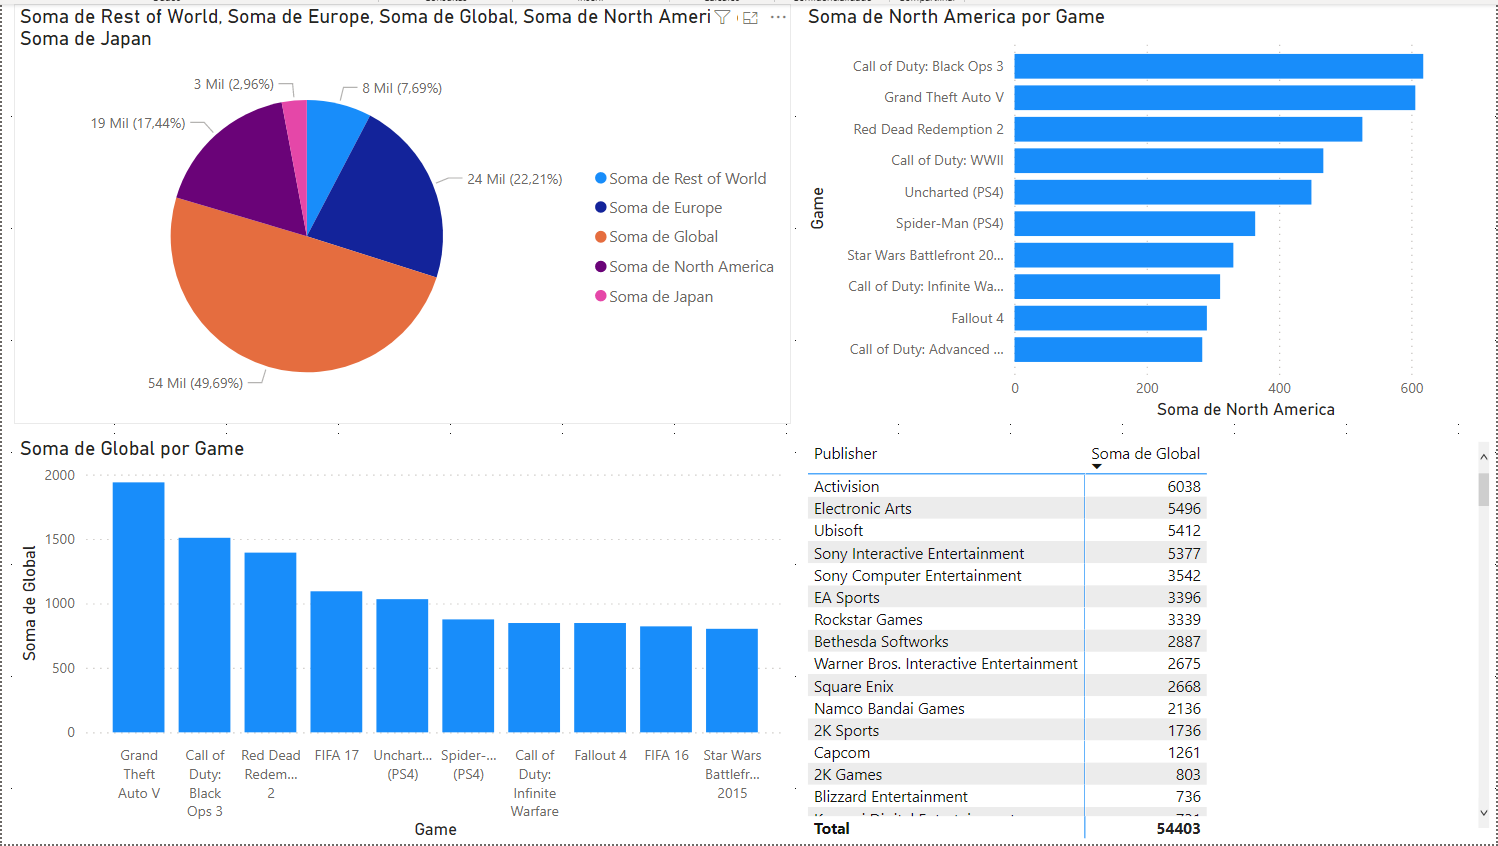 Soma de Rest of World, Soma de Europe, Soma de Global, Soma de North Ameri
Soma de Japan
3 Mil (2,96%)
8 Mil (7,69%)
19 Mil (17,44%)
24 Mil (22,21%)
54 Mil (49,69%)
Soma de Rest of World
Soma de Europe
Soma de Global
Soma de North America
Soma de Japan
Soma de North America por Game
Game
Call of Duty: Black Ops 3
Grand Theft Auto V
Red Dead Redemption 2
Call of Duty: WWII
Uncharted (PS4)
Spider-Man (PS4)
Star Wars Battlefront 20...
Call of Duty: Infinite Wa...
Fallout 4
Call of Duty: Advanced ...
0 200 400 600
Soma de North America
Soma de Global por Game
Soma de Global
2000
1500
1000
500
0
Grand
Theft
Auto V
Call of
Duty:
Black
Ops 3
Red Dead
Redem...
2
FIFA 17
Unchart...
(PS4)
Spider-...
(PS4)
Call of
Duty:
Infinite
Warfare
Fallout 4
FIFA 16
Star Wars
Battlefr...
2015
Game
Publisher Soma de Global
Activision 6038
Electronic Arts 5496
Ubisoft 5412
Sony Interactive Entertainment 5377
Sony Computer Entertainment 3542
EA Sports 3396
Rockstar Games 3339
Bethesda Softworks 2887
Warner Bros. Interactive Entertainment 2675
Square Enix 2668
Namco Bandai Games 2136
2K Sports 1736
Capcom 1261
2K Games 803
Blizzard Entertainment 736
Total 54403